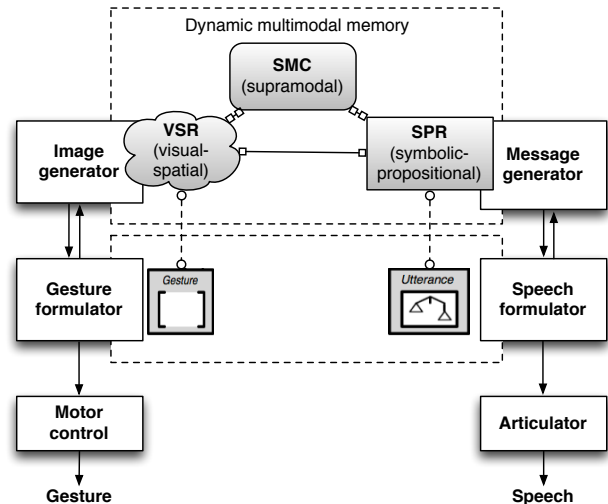 Dynamic multimodal memory
SMC
(supramodal)
VSR
(visual-
spatial)
SPR
(symbolic-
propositional)
Image
generator
Message
generator
Gesture
formulator
Gesture
Utterance
Speech
formulator
Motor
control
Articulator
Gesture
Speech